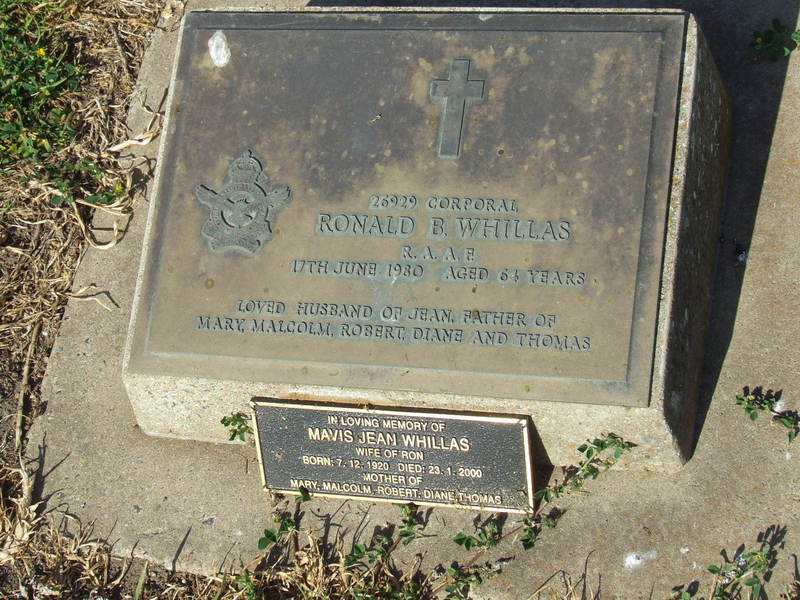 26929 CORPORAL
RONALD B. WHILLAS
R. A. A. F.
17TH JUNE 1980 AGED 64 YEARS
LOVED HUSBAND OF JEAN, FATHER OF
MARY, MALCOLM, ROBERT, DIANE AND THOMAS
IN LOVING MEMORY OF
MAVIS JEAN WHILLAS
WIFE OF RON
BORN: 7. 12. 1920 DIED: 23. 1. 2000
MOTHER OF
MARY, MALCOLM, ROBERT, DIANE, THOMAS